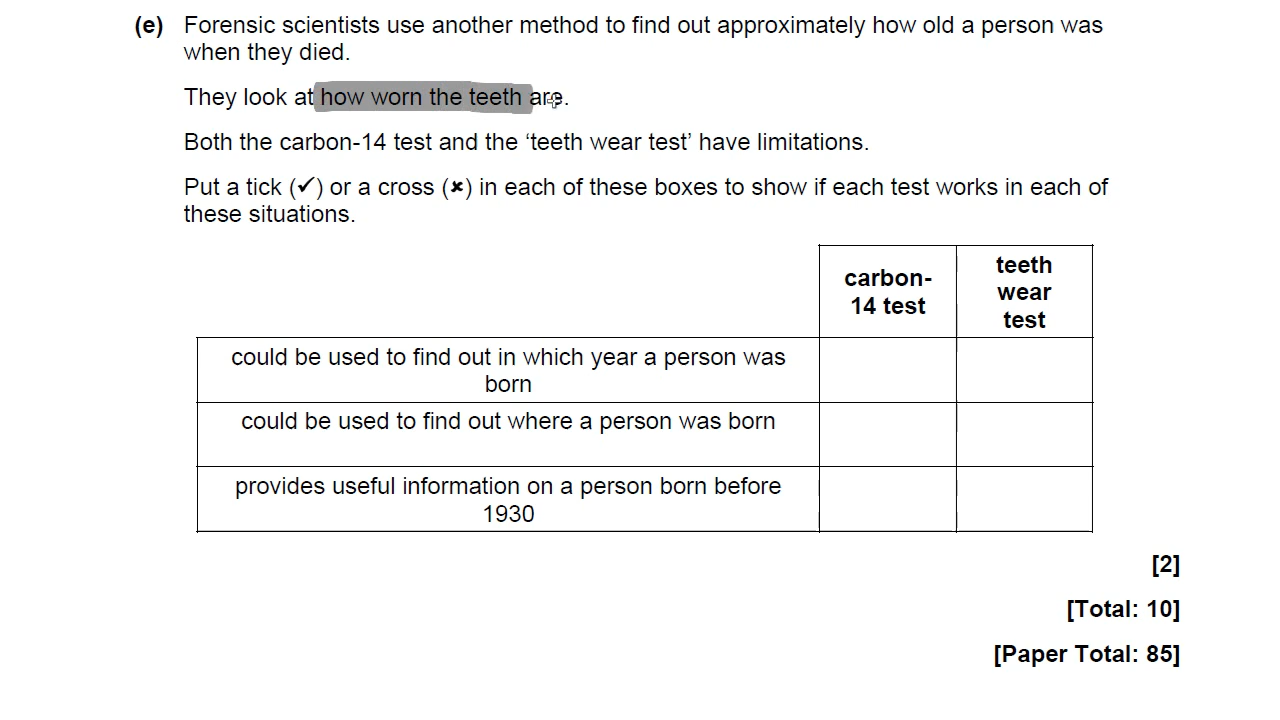 (e) Forensic scientists use another method to find out approximately how old a person was
when they died.
They look at how worn the teeth are.
Both the carbon-14 test and the ‘teeth wear test’ have limitations.
Put a tick (✓) or a cross (✗) in each of these boxes to show if each test works in each of
these situations.
carbon-
14 test
teeth
wear
test
could be used to find out in which year a person was
born
could be used to find out where a person was born
provides useful information on a person born before
1930
[2]
[Total: 10]
[Paper Total: 85]